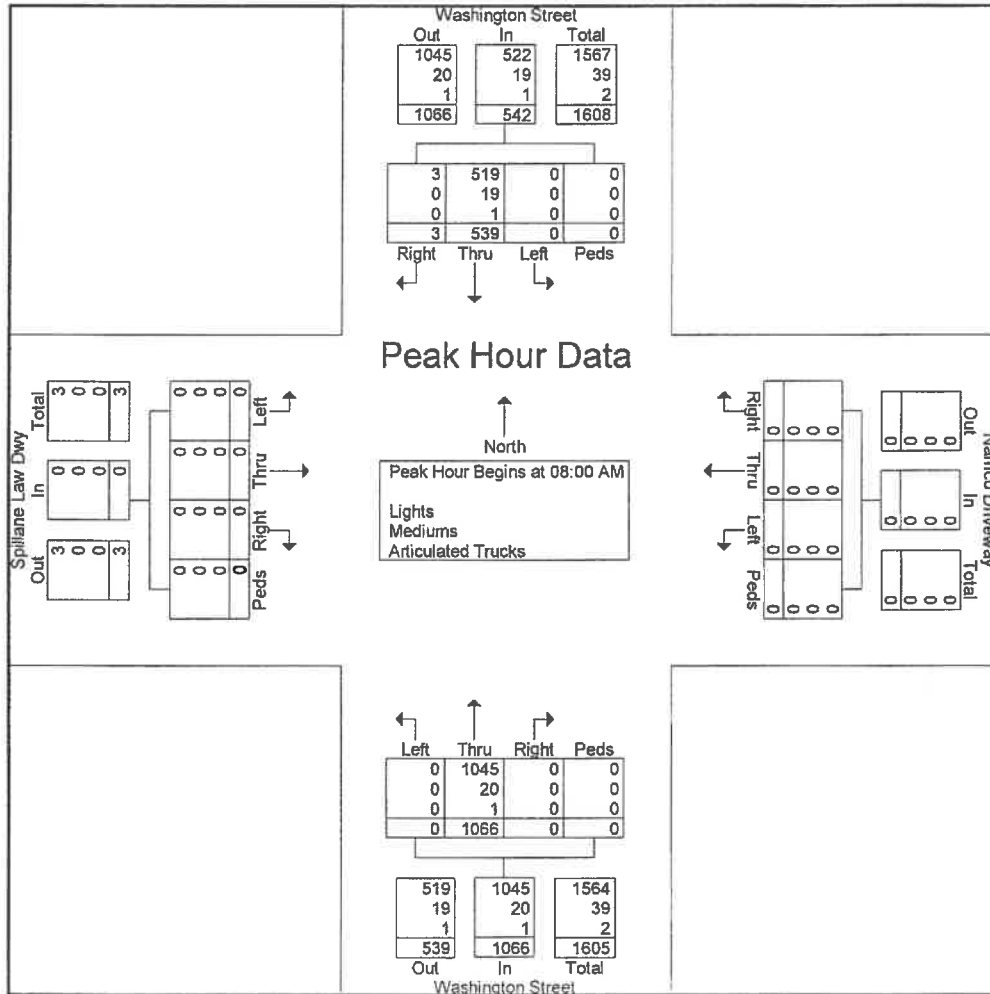 Washington Street
Out In Total
1045 522 1567
20 19 39
1 1 2
1066 542 1608
3 519 0 0
0 19 0 0
0 1 0 0
3 539 0 0
Right Thru Left Peds
Peak Hour Data
North
Peak Hour Begins at 08:00 AM
Lights
Mediums
Articulated Trucks
Spillane Law Dwy
Out In Total
3 0 3
0 0 0
0 0 0
3 0 3
Left Thru Right Peds
0 0 0 0
0 0 0 0
0 0 0 0
0 0 0 0
Namco Driveway
Out In Total
0 0 0
0 0 0
0 0 0
0 0 0
Right Thru Left Peds
0 0 0 0
0 0 0 0
0 0 0 0
0 0 0 0
Left Thru Right Peds
0 1045 0 0
0 20 0 0
0 1 0 0
0 1066 0 0
519 1045 1564
19 20 39
1 1 2
539 1066 1605
Out In Total
Washington Street